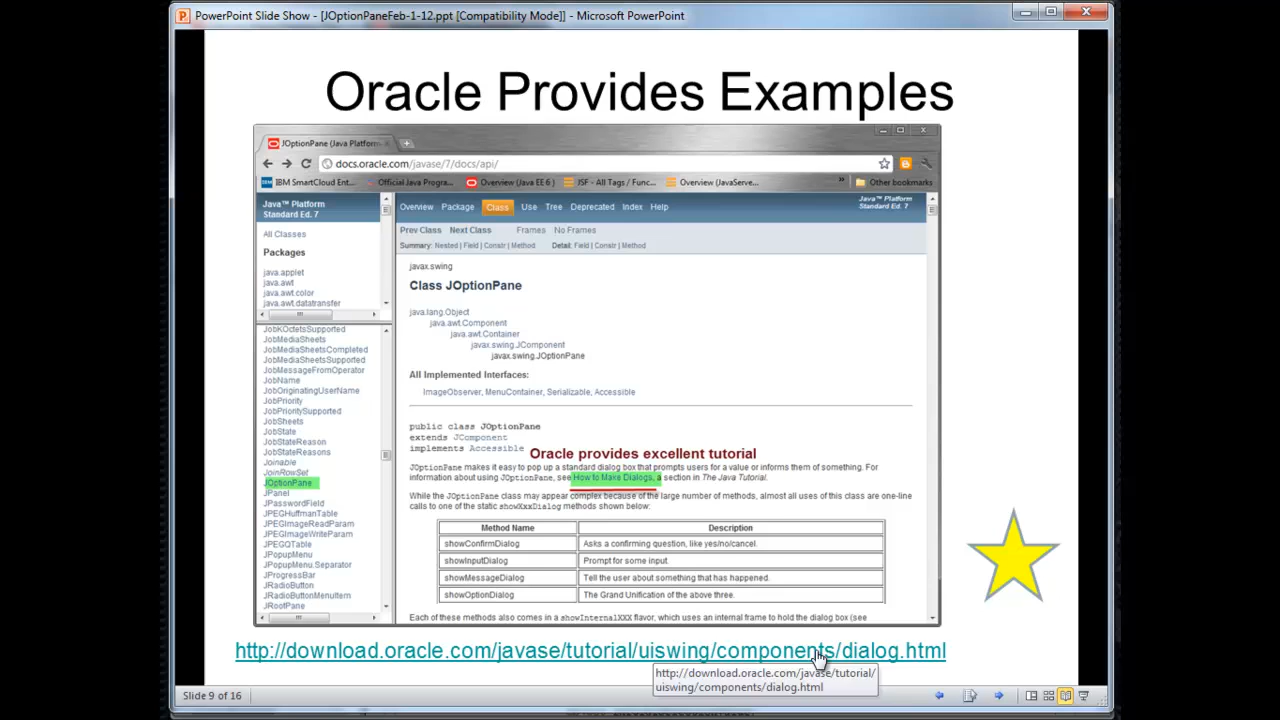 PowerPoint Slide Show - [JOptionPaneFeb-1-12.ppt [Compatibility Mode]] - Microsoft PowerPoint
Oracle Provides Examples
JOptionPane (Java Platform
docs.oracle.com/javase/7/docs/api/
IBM SmartCloud Ent...
Official Java Progra...
Overview (Java EE 6 )
JSF - All Tags / Func...
Overview (JavaServe...
»
Other bookmarks
Java™ Platform
Standard Ed. 7
All Classes
Packages
java.applet
java.awt
java.awt.color
java.awt.datatransfer
JobKOctetsSupported
JobMediaSheets
JobMediaSheetsCompleted
JobMediaSheetsSupported
JobMessageFromOperator
JobName
JobOriginatingUserName
JobPriority
JobPrioritySupported
JobSheets
JobState
JobStateReason
JobStateReasons
Joinable
JoinRowSet
JOptionPane
JPanel
JPasswordField
JPEGHuffmanTable
JPEGImageReadParam
JPEGImageWriteParam
JPEGQTable
JPopupMenu
JPopupMenu.Separator
JProgressBar
JRadioButton
JRadioButtonMenuItem
JRootPane
Overview Package Class Use Tree Deprecated Index Help
Java™ Platform
Standard Ed. 7
Prev Class Next Class Frames No Frames
Summary: Nested | Field | Constr | Method Detail: Field | Constr | Method
javax.swing
Class JOptionPane
java.lang.Object
java.awt.Component
java.awt.Container
javax.swing.JComponent
javax.swing.JOptionPane
All Implemented Interfaces:
ImageObserver, MenuContainer, Serializable, Accessible
public class JOptionPane
extends JComponent
implements Accessible
Oracle provides excellent tutorial
JOptionPane makes it easy to pop up a standard dialog box that prompts users for a value or informs them of something. For
information about using JOptionPane, see How to Make Dialogs, a section in The Java Tutorial.
While the JOptionPane class may appear complex because of the large number of methods, almost all uses of this class are one-line
calls to one of the static showXxxDialog methods shown below:
Method Name Description
showConfirmDialog Asks a confirming question, like yes/no/cancel.
showInputDialog Prompt for some input.
showMessageDialog Tell the user about something that has happened.
showOptionDialog The Grand Unification of the above three.
Each of these methods also comes in a showInternalXXX flavor, which uses an internal frame to hold the dialog box (see
http://download.oracle.com/javase/tutorial/uiswing/components/dialog.html
http://download.oracle.com/javase/tutorial/
uiswing/components/dialog.html
Slide 9 of 16